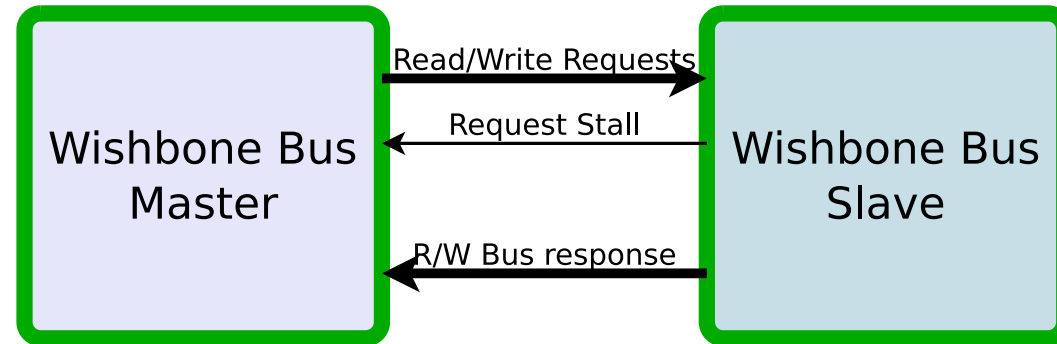 Wishbone Bus
Master
Read/Write Requests
Request Stall
R/W Bus response
Wishbone Bus
Slave